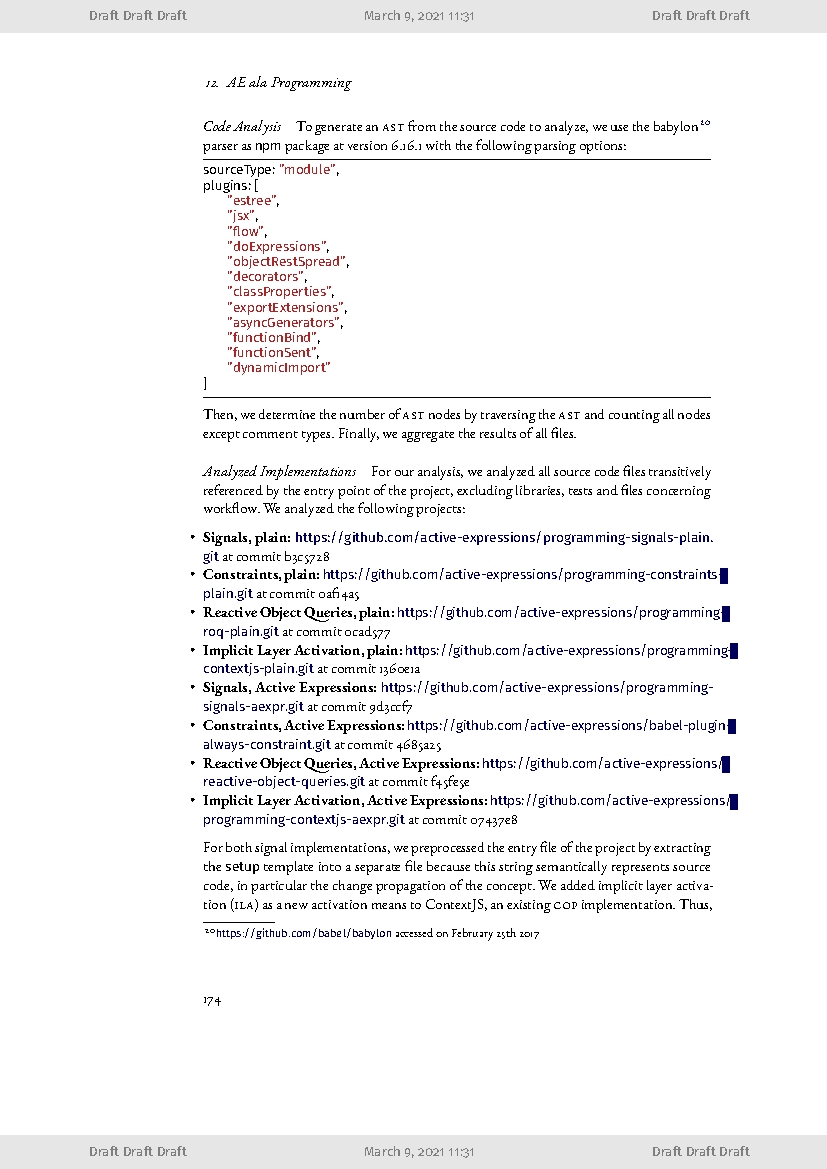 Draft Draft Draft March 9, 2021 11:31 Draft Draft Draft
12. AE ala Programming
Code Analysis To generate an AST from the source code to analyze, we use the babylon20
parser as npm package at version 6.16.1 with the following parsing options:
sourceType: "module",
plugins: [
"estree",
"jsx",
"flow",
"doExpressions",
"objectRestSpread",
"decorators",
"classProperties",
"exportExtensions",
"asyncGenerators",
"functionBind",
"functionSent",
"dynamicImport"
]
Then, we determine the number of AST nodes by traversing the AST and counting all nodes
except comment types. Finally, we aggregate the results of all files.
Analyzed Implementations For our analysis, we analyzed all source code files transitively
referenced by the entry point of the project, excluding libraries, tests and files concerning
workflow. We analyzed the following projects:
• Signals, plain: https://github.com/active-expressions/programming-signals-plain.
git at commit b3c5728
• Constraints, plain: https://github.com/active-expressions/programming-constraints-
plain.git at commit 0af14a5
• Reactive Object Queries, plain: https://github.com/active-expressions/programming-
roq-plain.git at commit 0cad577
• Implicit Layer Activation, plain: https://github.com/active-expressions/programming-
contextjs-plain.git at commit 1360e1a
• Signals, Active Expressions: https://github.com/active-expressions/programming-
signals-aexpr.git at commit 9d3ccf7
• Constraints, Active Expressions: https://github.com/active-expressions/babel-plugin-
always-constraint.git at commit 4685a25
• Reactive Object Queries, Active Expressions: https://github.com/active-expressions/
reactive-object-queries.git at commit f45fe5e
• Implicit Layer Activation, Active Expressions: https://github.com/active-expressions/
programming-contextjs-aexpr.git at commit 07437e8
For both signal implementations, we preprocessed the entry file of the project by extracting
the setup template into a separate file because this string semantically represents source
code, in particular the change propagation of the concept. We added implicit layer activa-
tion (ILA) as a new activation means to ContextJS, an existing COP implementation. Thus,
20https://github.com/babel/babylon accessed on February 25th 2017
174
Draft Draft Draft March 9, 2021 11:31 Draft Draft Draft